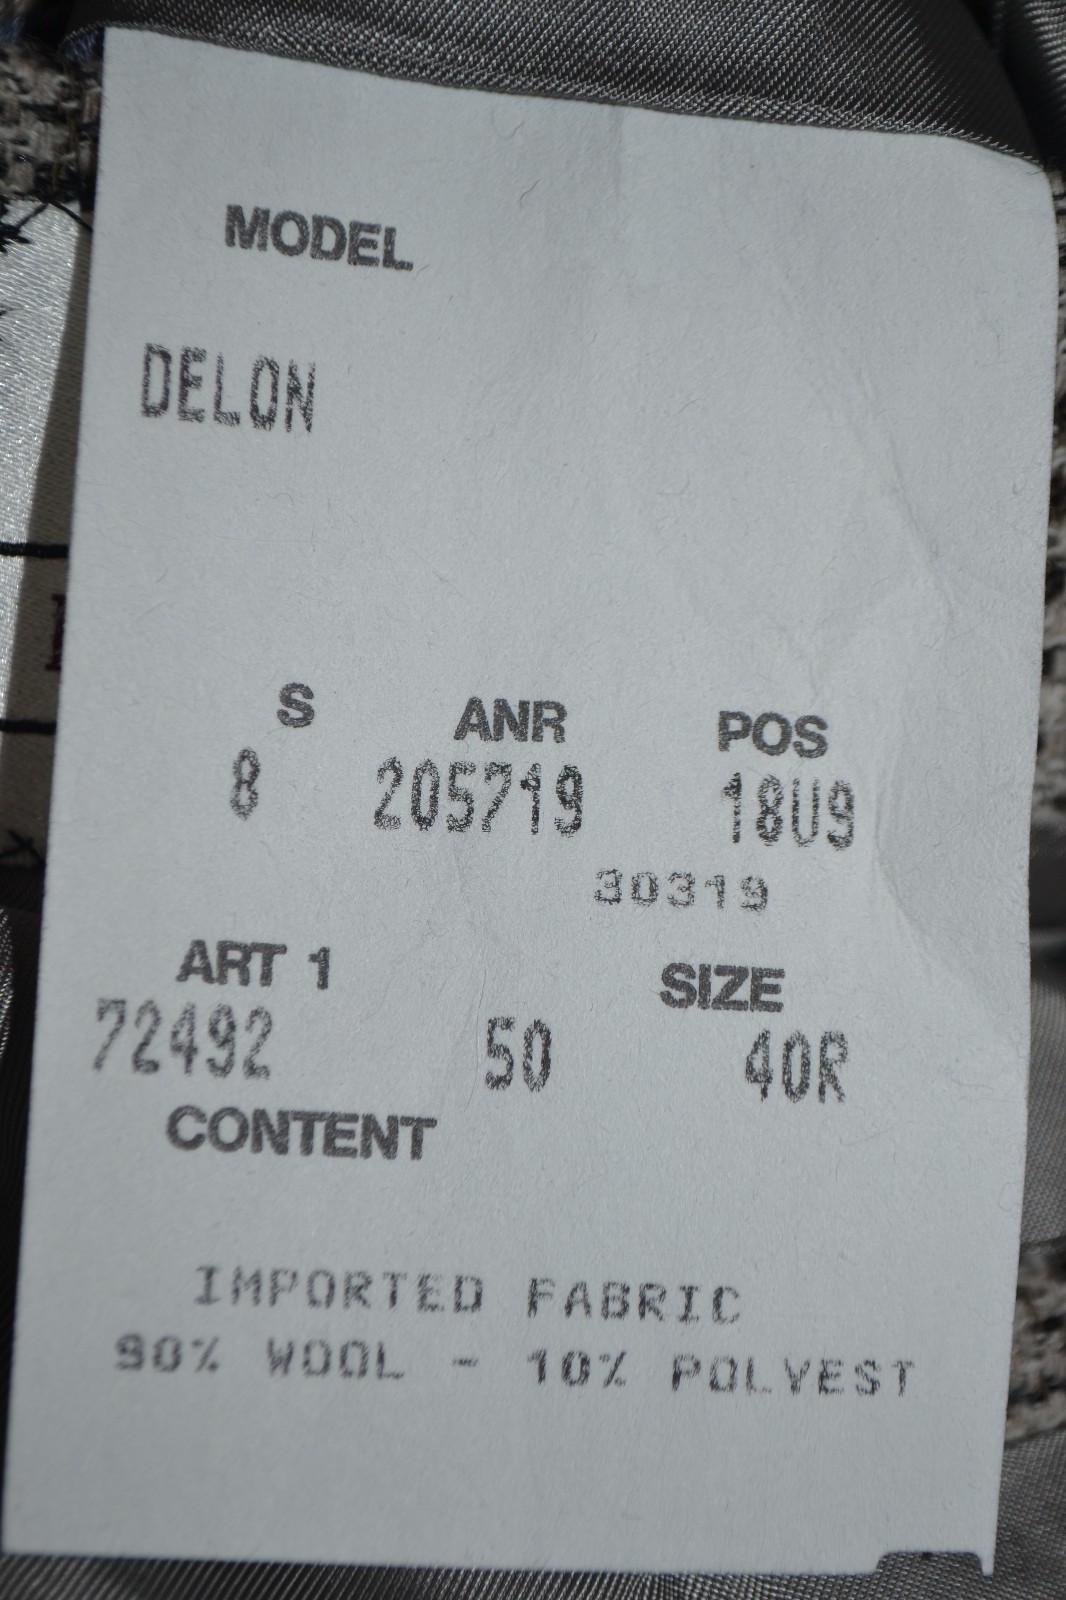 MODEL
DELON
S ANR POS
8 205719 18U9
30319
ART 1 SIZE
72492 50 40R
CONTENT
IMPORTED FABRIC
90% WOOL - 10% POLYEST